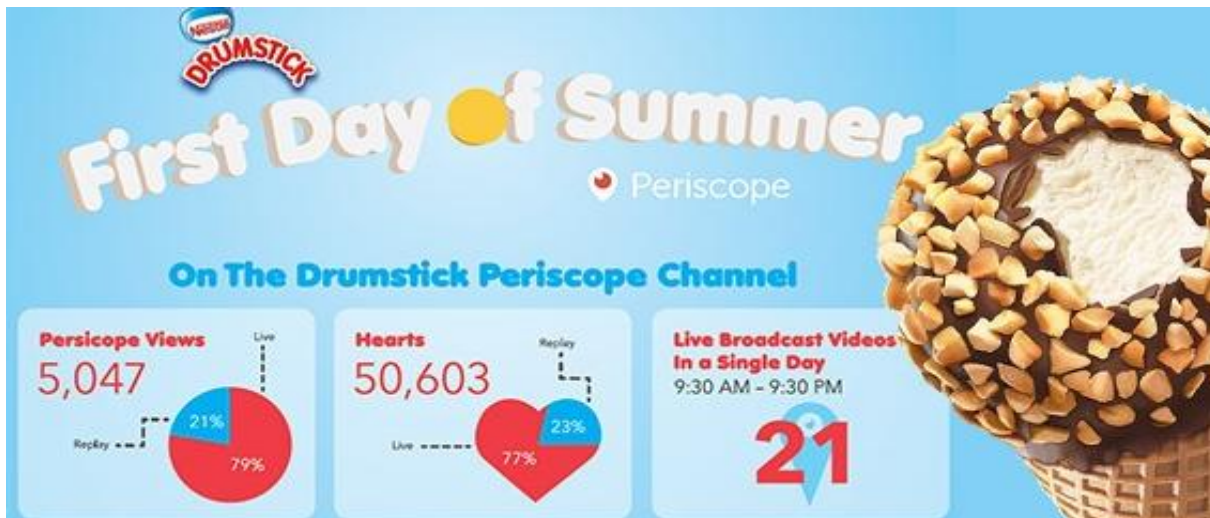 Nestlé
DRUMSTICK
First Day of Summer
Periscope
On The Drumstick Periscope Channel
Persicope Views
5,047
Live
21%
Replay
79%
Hearts
50,603
Replay
23%
Live
77%
Live Broadcast Videos
In a Single Day
9:30 AM – 9:30 PM
21